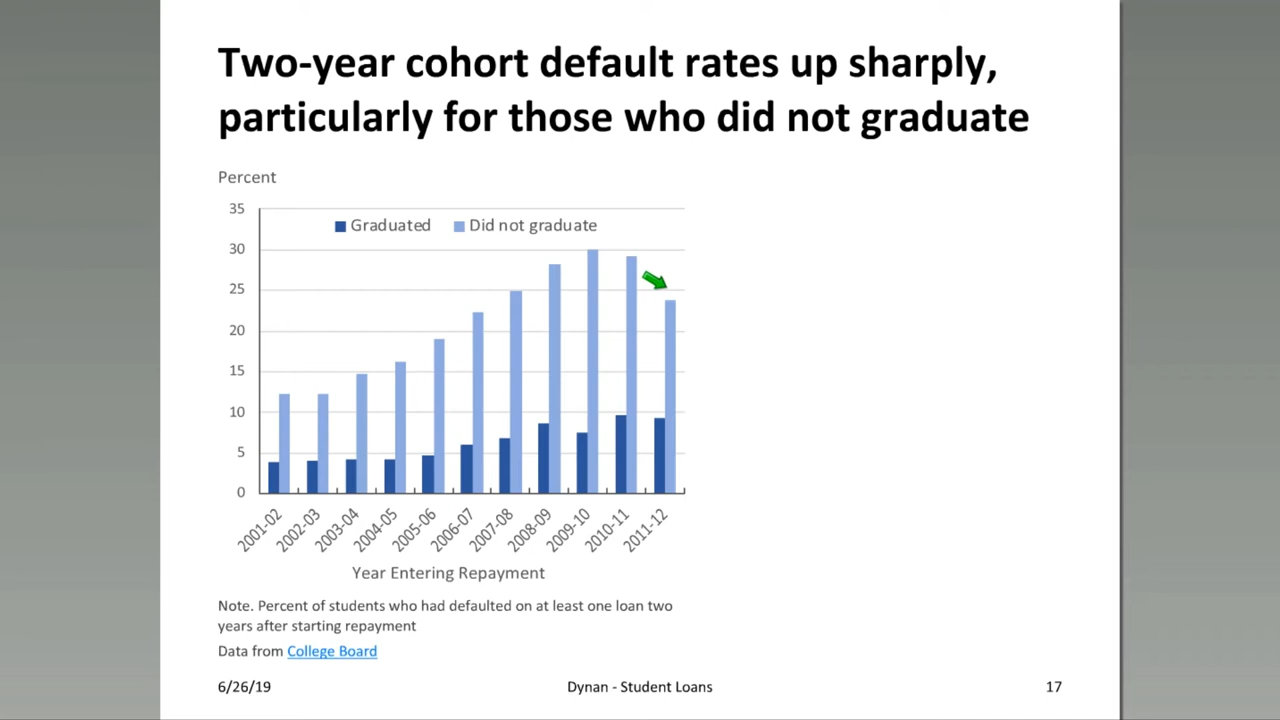 Two-year cohort default rates up sharply,
particularly for those who did not graduate
Percent
35
30
25
20
15
10
5
0
Graduated
Did not graduate
2001-02
2002-03
2003-04
2004-05
2005-06
2006-07
2007-08
2008-09
2009-10
2010-11
2011-12
Year Entering Repayment
Note. Percent of students who had defaulted on at least one loan two
years after starting repayment
Data from College Board
6/26/19
Dynan - Student Loans
17